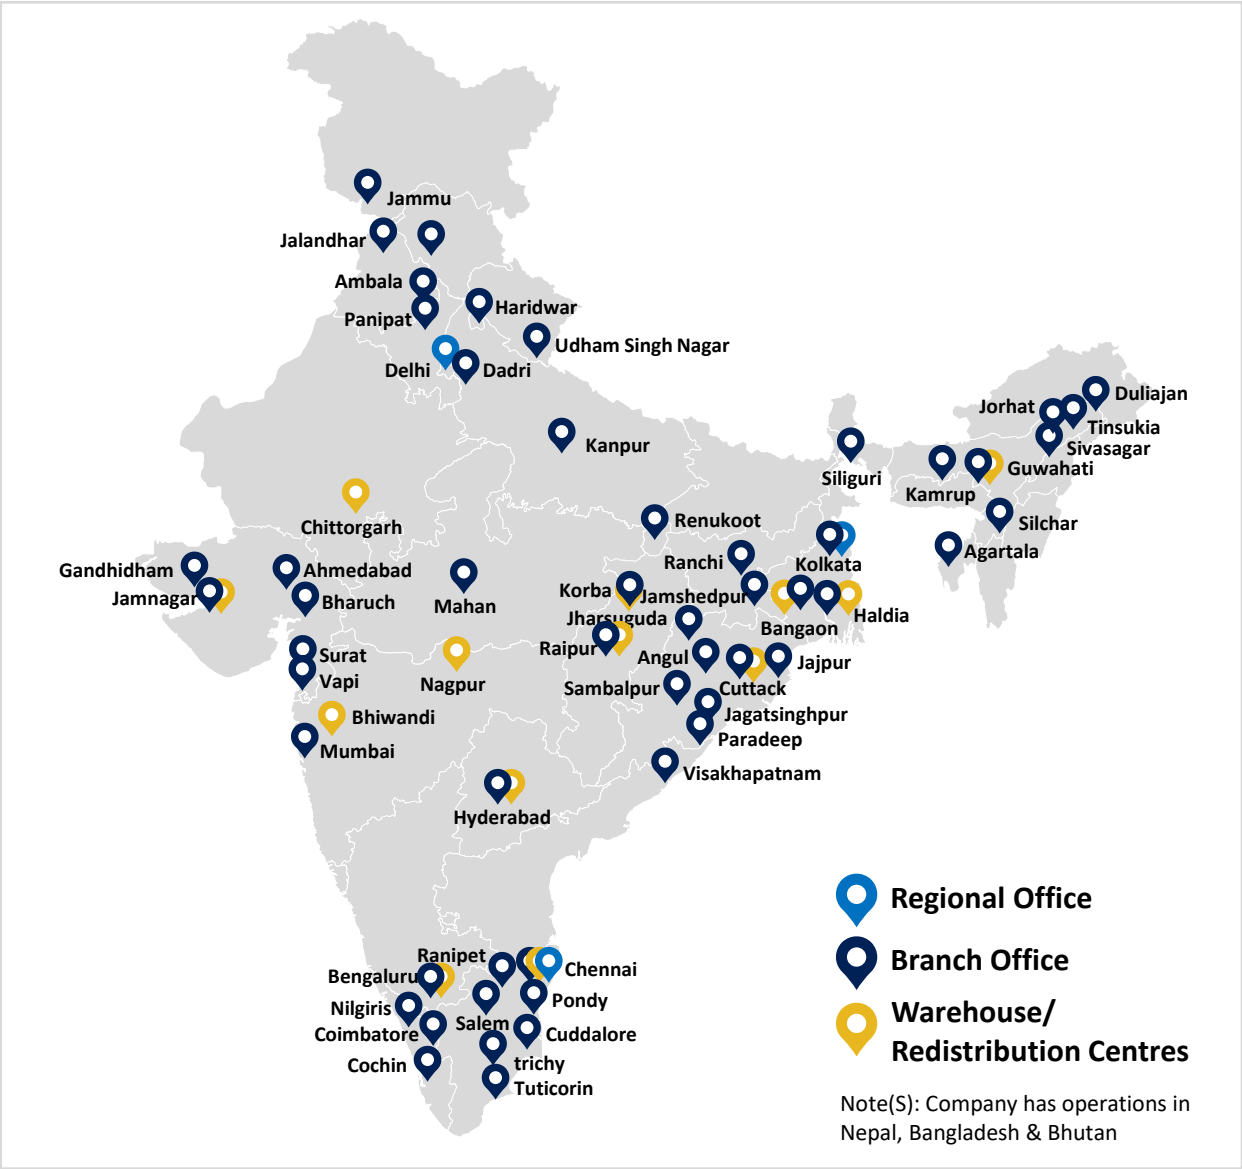 Jammu
Jalandhar
Ambala
Haridwar
Panipat
Udham Singh Nagar
Delhi
Dadri
Duliajan
Jorhat
Tinsukia
Kanpur
Sivasagar
Siliguri
Guwahati
Kamrup
Chittorgarh
Renukoot
Silchar
Agartala
Ranchi
Kolkata
Gandhidham
Ahmedabad
Korba
Jamshedpur
Jamnagar
Bharuch
Mahan
Jharsuguda
Haldia
Bangaon
Raipur
Surat
Angul
Jajpur
Vapi
Nagpur
Sambalpur
Cuttack
Bhiwandi
Jagatsinghpur
Mumbai
Paradeep
Visakhapatnam
Hyderabad
Regional Office
Branch Office
Warehouse/
Redistribution Centres
Ranipet
Chennai
Bengaluru
Nilgiris
Pondy
Salem
Coimbatore
Cuddalore
Cochin
trichy
Tuticorin
Note(S): Company has operations in
Nepal, Bangladesh & Bhutan